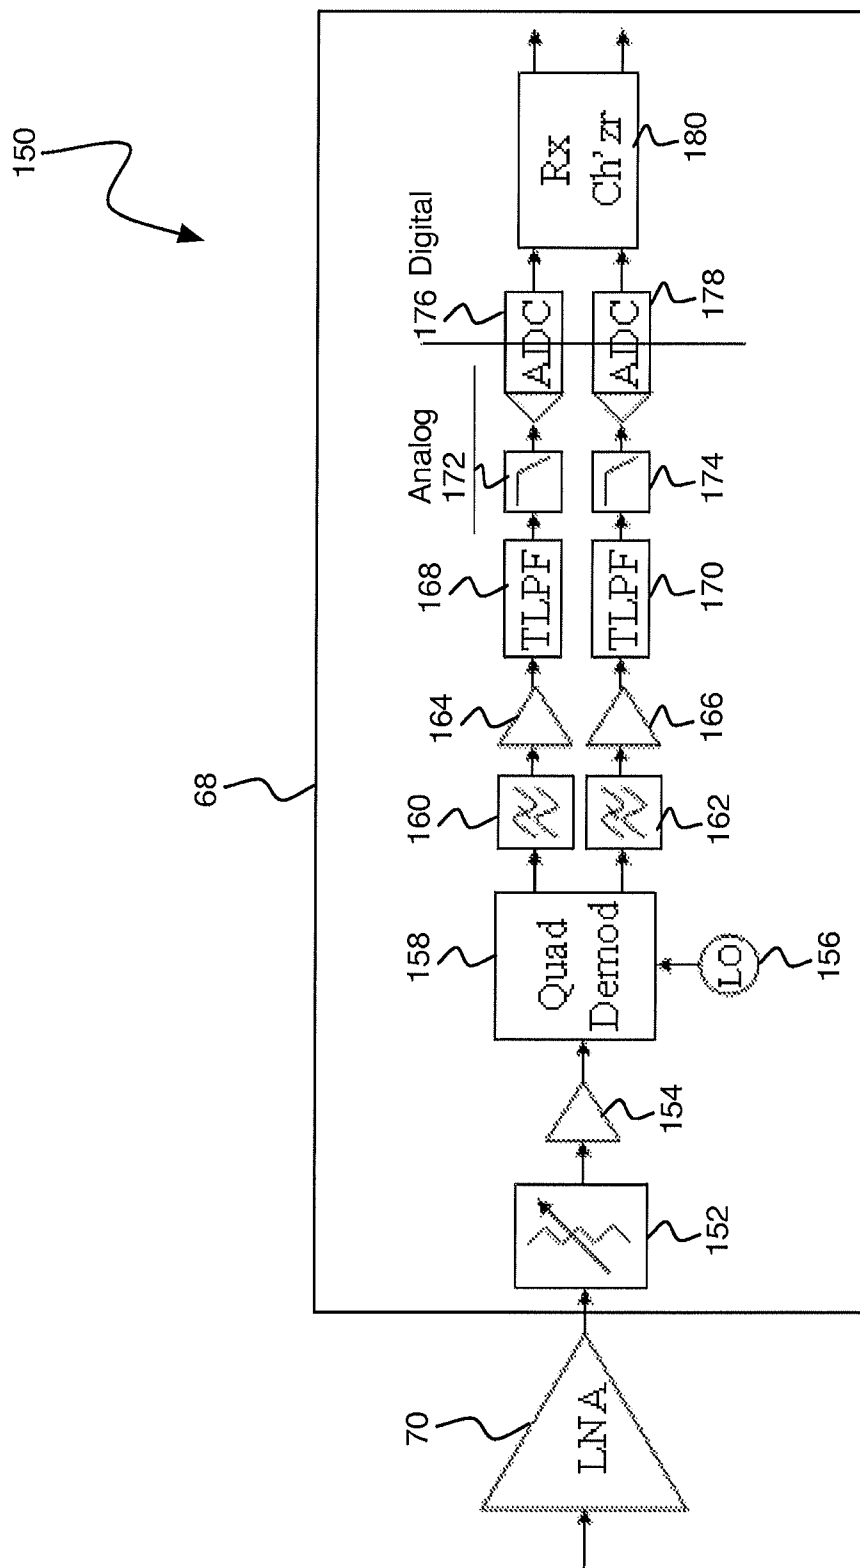 150
68
176 Digital
Analog
172
168
164
160
158
70
LNA
Quad
Demod
TLPF
TLPF
ADC
ADC
Rx
Ch'zr
LO
152
154
156
162
166
170
174
178
180